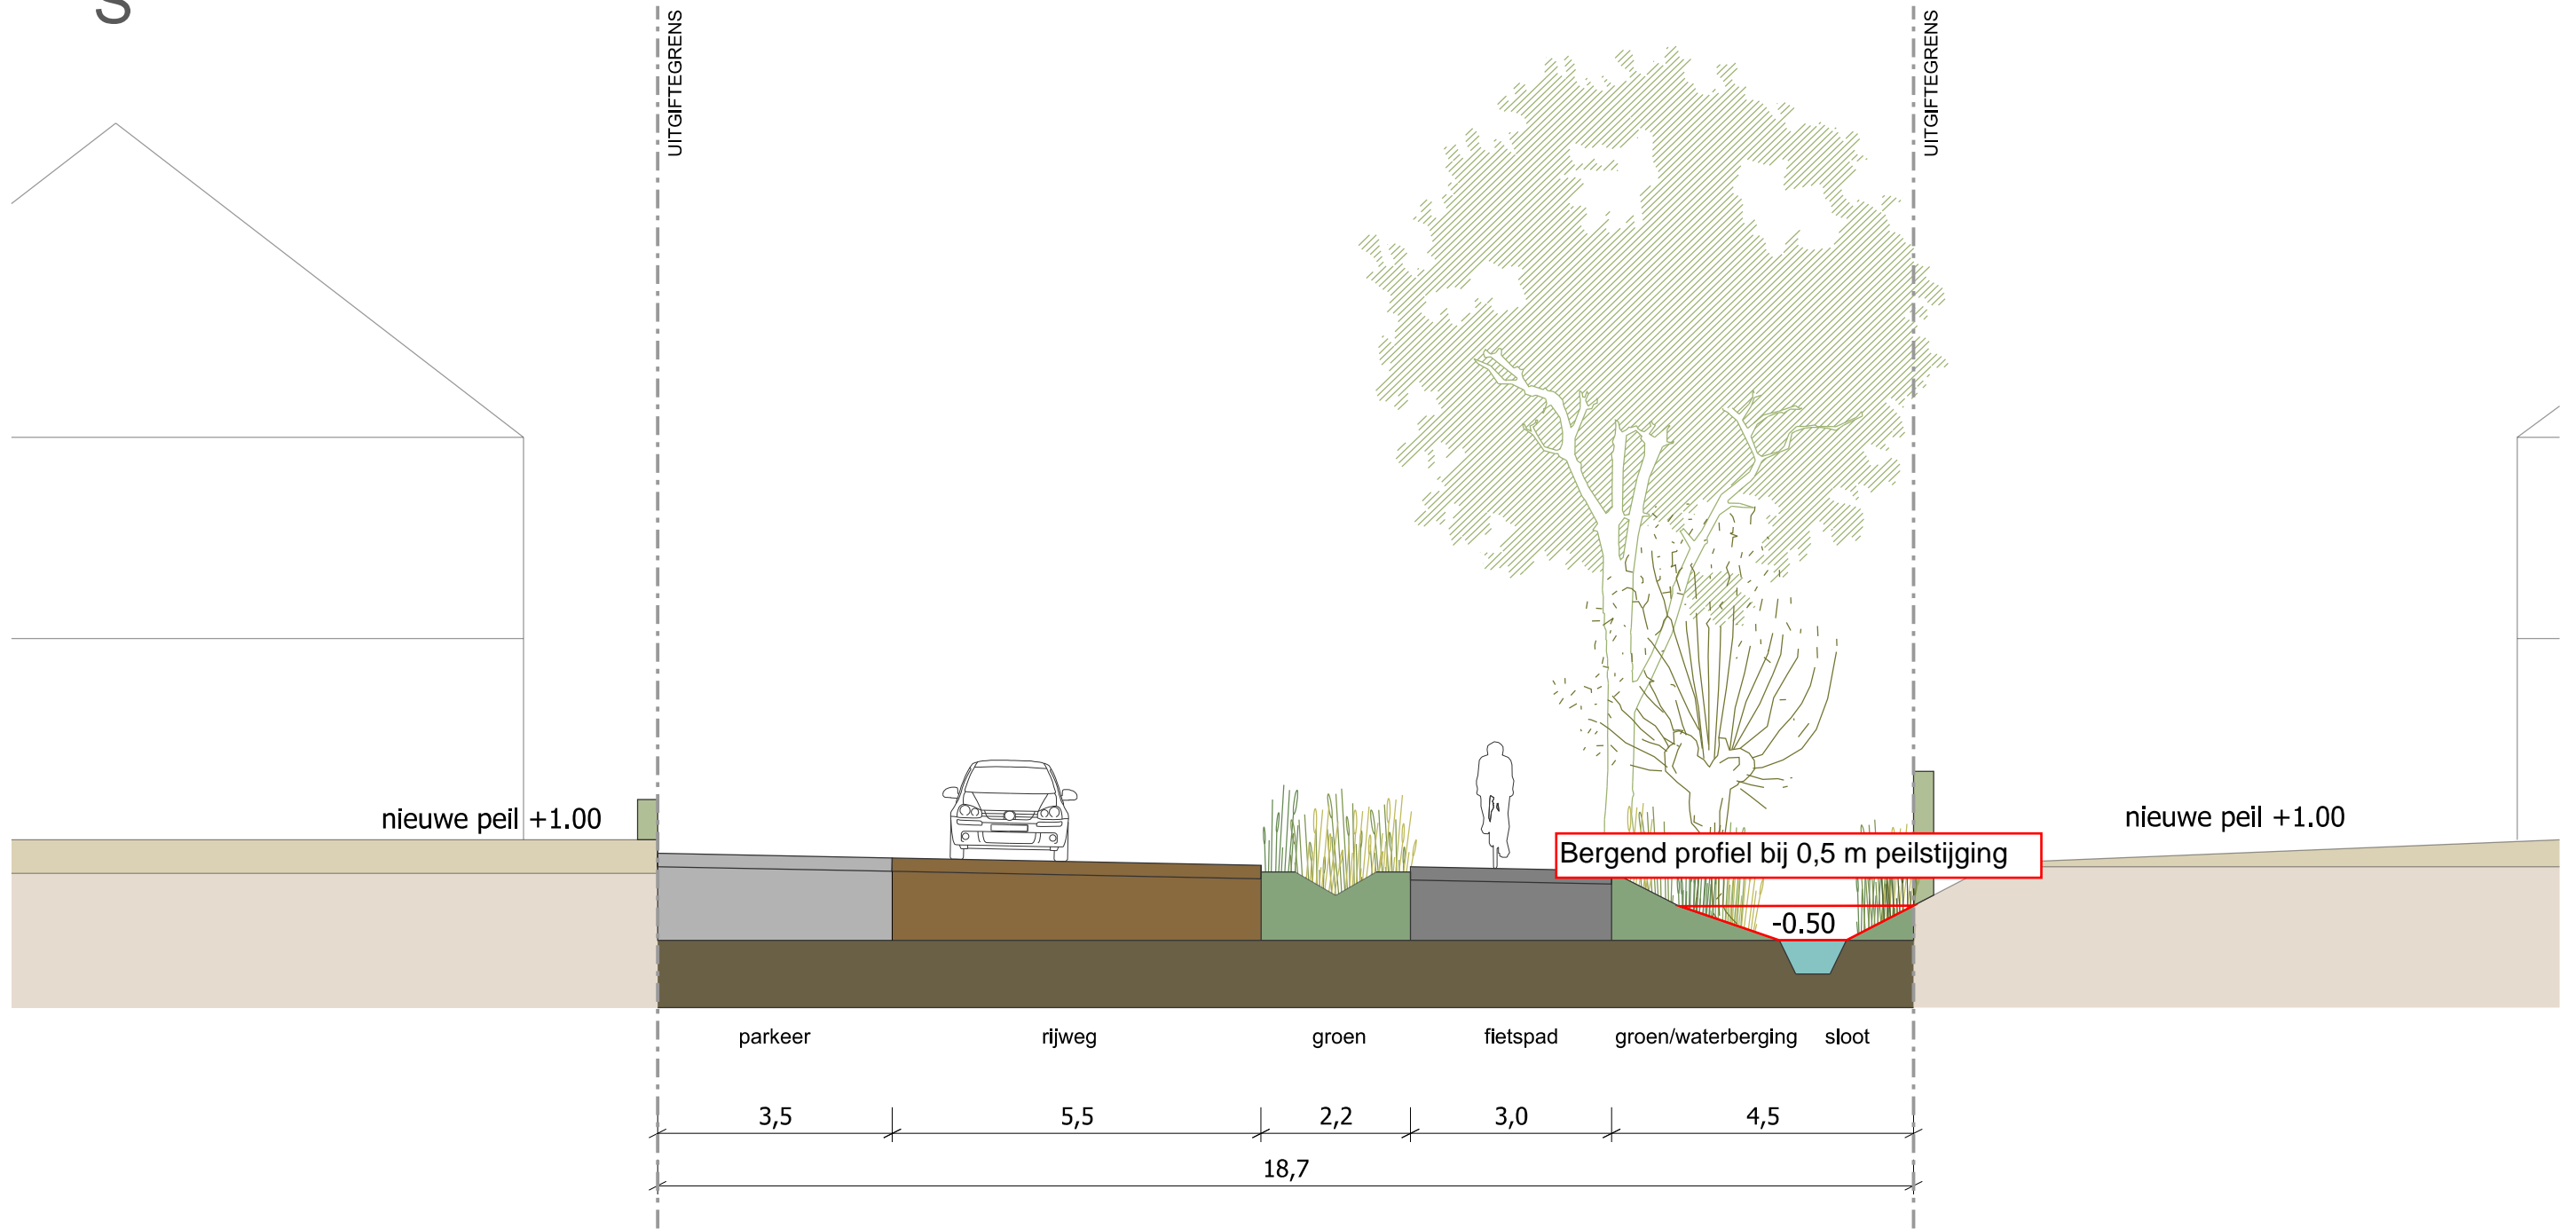 S
UITGIFTEGRENS
UITGIFTEGRENS
nieuwe peil +1.00
nieuwe peil +1.00
Bergend profiel bij 0,5 m peilstijging
-0.50
parkeer rijweg groen fietspad groen/waterberging sloot
3,5 5,5 2,2 3,0 4,5
18,7